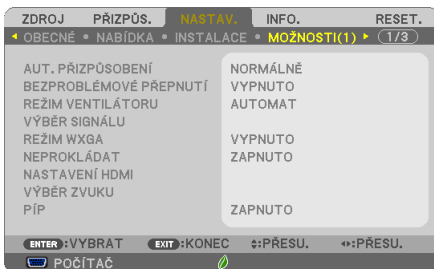 ZDROJ PŘIZPŮS. NASTAV. INFO. RESET.
OBECNÉ • NABÍDKA • INSTALACE • MOŽNOSTI(1) 1/3
AUT. PŘIZPŮSOBENÍ NORMÁLNĚ
BEZPROBLÉMOVÉ PŘEPNUTÍ VYPNUTO
REŽIM VENTILÁTORU AUTOMAT
VÝBĚR SIGNÁLU
REŽIM WXGA VYPNUTO
NEPROKLÁDAT ZAPNUTO
NASTAVENÍ HDMI
VÝBĚR ZVUKU
PÍP ZAPNUTO
ENTER :VYBRAT EXIT :KONEC :PŘESU. :PŘESU.
POČÍTAČ